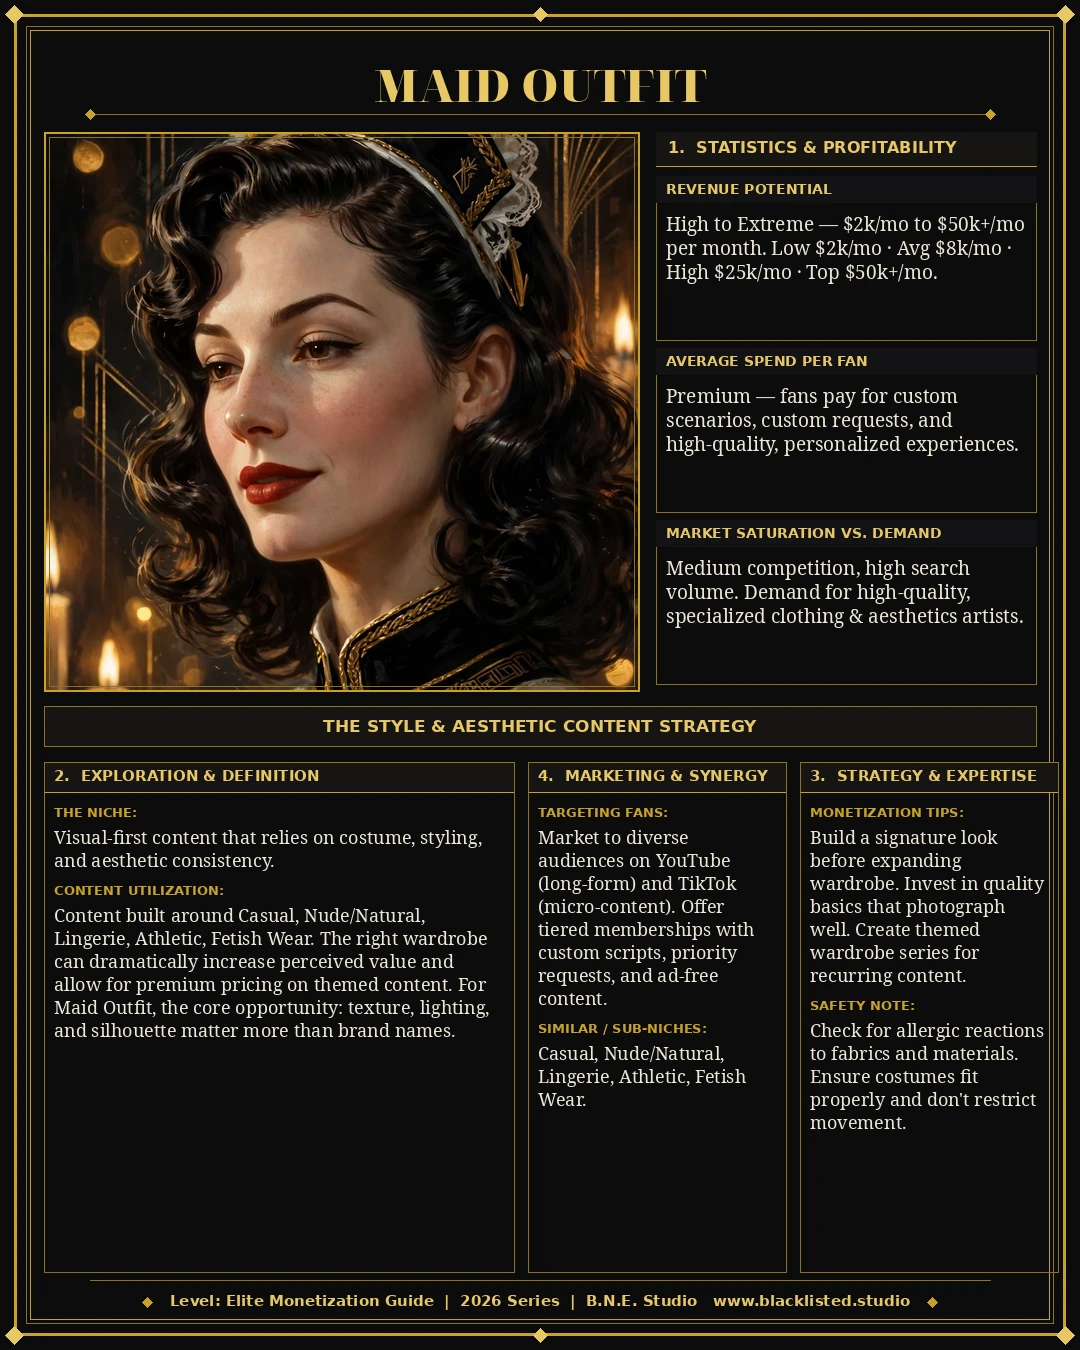 MAID OUTFIT
1. STATISTICS & PROFITABILITY
REVENUE POTENTIAL
High to Extreme — $2k/mo to $50k+/mo
per month. Low $2k/mo · Avg $8k/mo ·
High $25k/mo · Top $50k+/mo.
AVERAGE SPEND PER FAN
Premium — fans pay for custom
scenarios, custom requests, and
high-quality, personalized experiences.
MARKET SATURATION VS. DEMAND
Medium competition, high search
volume. Demand for high-quality,
specialized clothing & aesthetics artists.
THE STYLE & AESTHETIC CONTENT STRATEGY
2. EXPLORATION & DEFINITION
THE NICHE:
Visual-first content that relies on costume, styling,
and aesthetic consistency.
CONTENT UTILIZATION:
Content built around Casual, Nude/Natural,
Lingerie, Athletic, Fetish Wear. The right wardrobe
can dramatically increase perceived value and
allow for premium pricing on themed content. For
Maid Outfit, the core opportunity: texture, lighting,
and silhouette matter more than brand names.
4. MARKETING & SYNERGY
TARGETING FANS:
Market to diverse
audiences on YouTube
(long-form) and TikTok
(micro-content). Offer
tiered memberships with
custom scripts, priority
requests, and ad-free
content.
SIMILAR / SUB-NICHES:
Casual, Nude/Natural,
Lingerie, Athletic, Fetish
Wear.
3. STRATEGY & EXPERTISE
MONETIZATION TIPS:
Build a signature look
before expanding
wardrobe. Invest in quality
basics that photograph
well. Create themed
wardrobe series for
recurring content.
SAFETY NOTE:
Check for allergic reactions
to fabrics and materials.
Ensure costumes fit
properly and don't restrict
movement.
Level: Elite Monetization Guide | 2026 Series | B.N.E. Studio www.blacklisted.studio